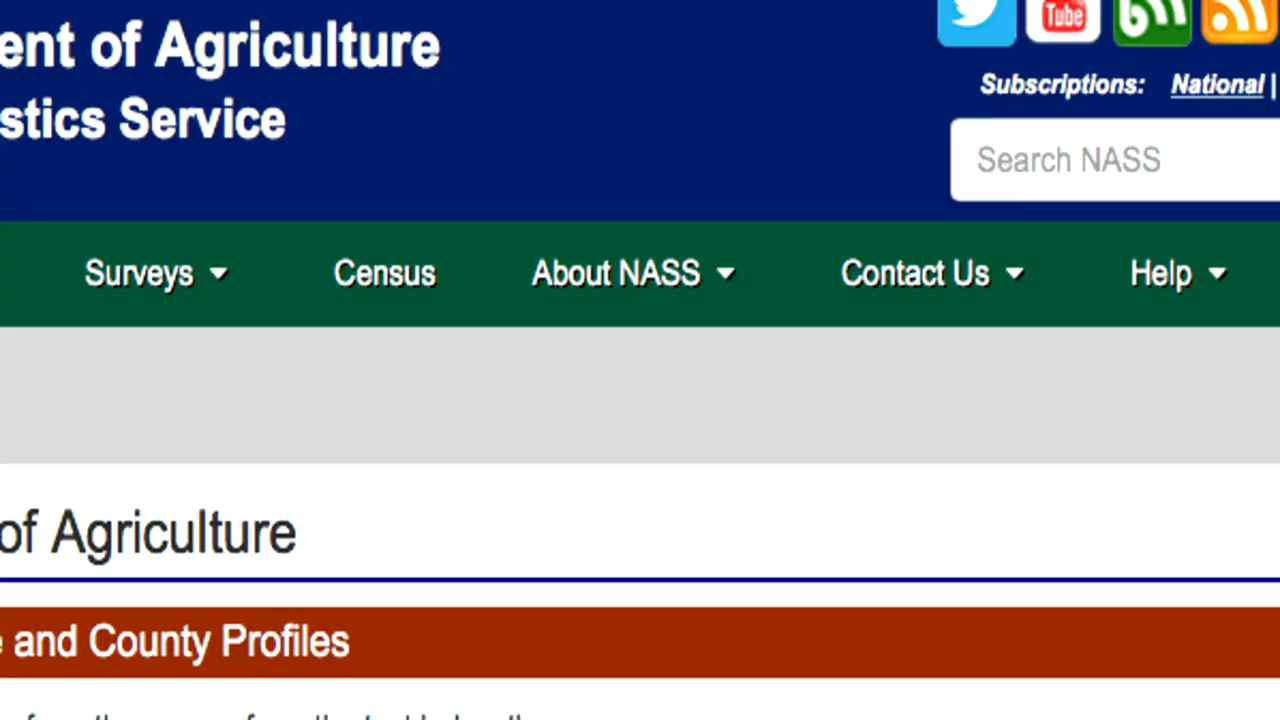 ent of Agriculture
stics Service
Tube
Subscriptions: National |
Search NASS
Surveys Census About NASS Contact Us Help
of Agriculture
e and County Profiles